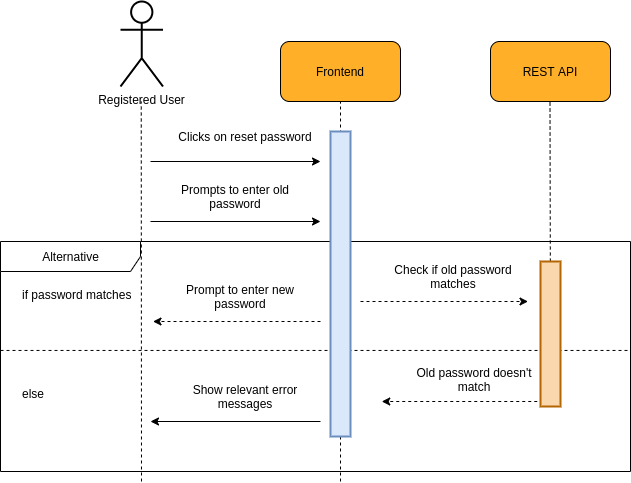 Registered User
Frontend
REST API
Clicks on reset password
Prompts to enter old
password
Alternative
if password matches
Check if old password
matches
Prompt to enter new
password
else
Old password doesn't
match
Show relevant error
messages